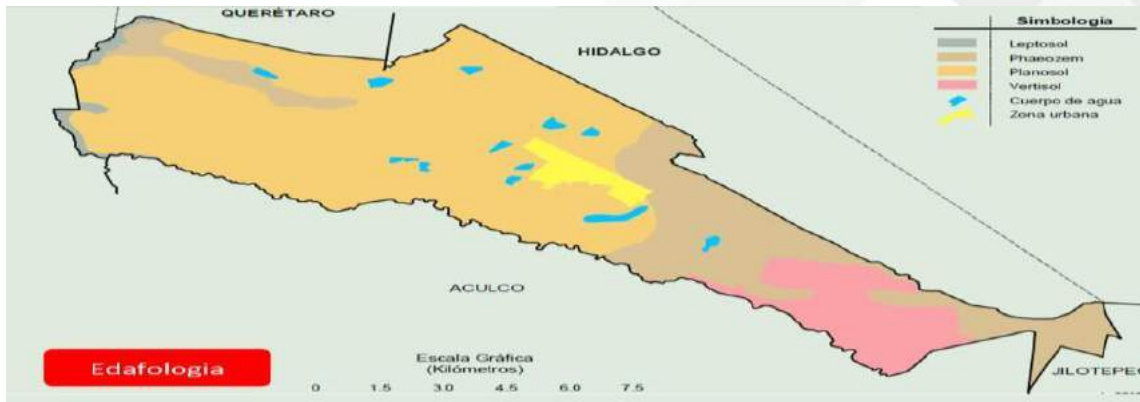 QUERÉTARO
HIDALGO
Simbología
Leptosol
Phaeozem
Planosol
Vertisol
Cuerpo de agua
Zona urbana
ACULCO
Edafologia
Escala Gráfica
(Kilómetros)
0 1.5 3.0 4.5 6.0 7.5
JILOTEPEC